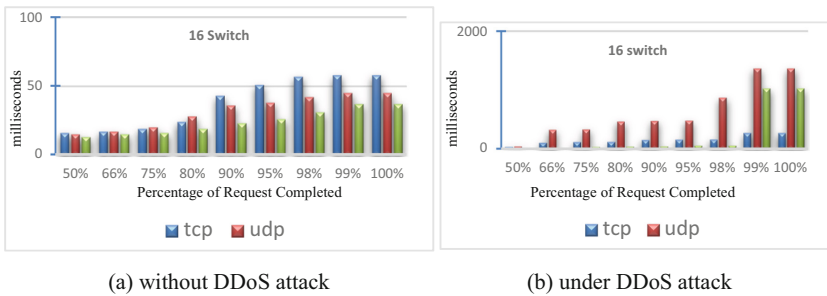 100
50
0
milliseconds
16 Switch
50% 66% 75% 80% 90% 95% 98% 99% 100%
Percentage of Request Completed
tcp udp
(a) without DDoS attack
2000
0
milliseconds
16 switch
50% 66% 75% 80% 90% 95% 98% 99% 100%
Percentage of Request Completed
tcp udp
(b) under DDoS attack